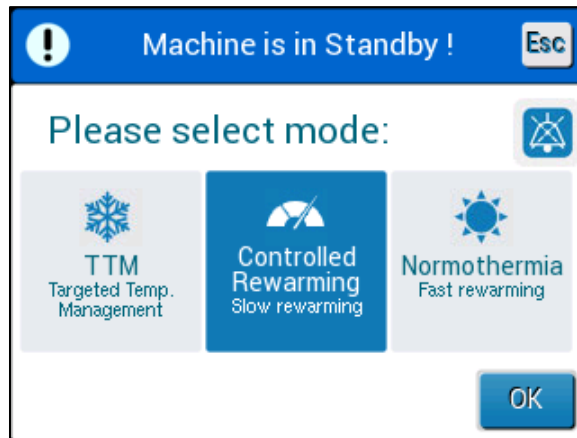 Machine is in Standby !
Esc
Please select mode:
TTM
Targeted Temp.
Management
Controlled
Rewarming
Slow rewarming
Normothermia
Fast rewarming
OK